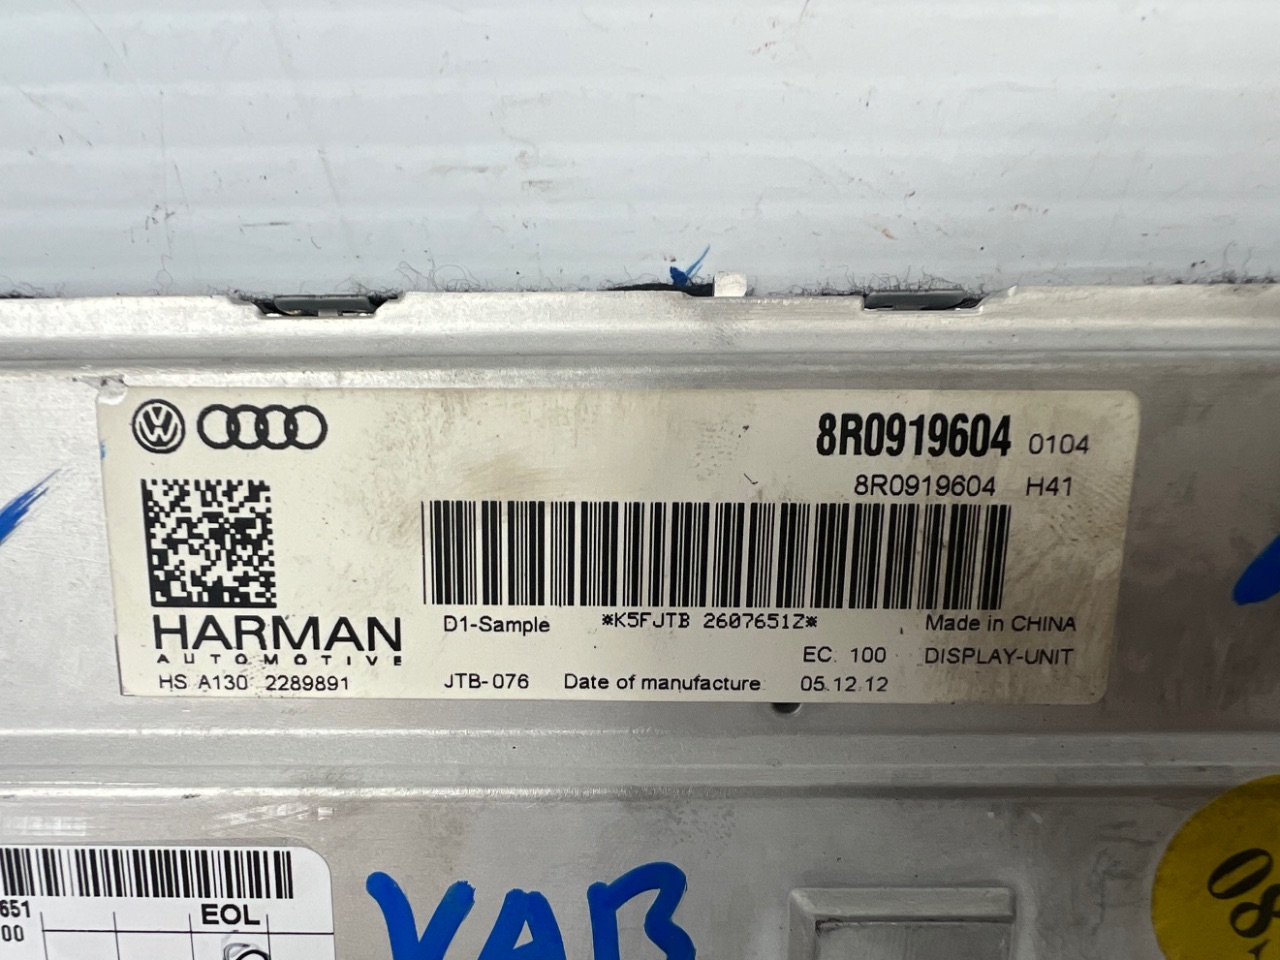 8R0919604 0104
8R0919604 H41
D1-Sample *K5FJTB 2607651Z* Made in CHINA
HARMAN
AUTOMOTIVE
EC. 100 DISPLAY-UNIT
HS A130 2289891 JTB-076 Date of manufacture 05.12.12
651
00
EOL
VAB
08